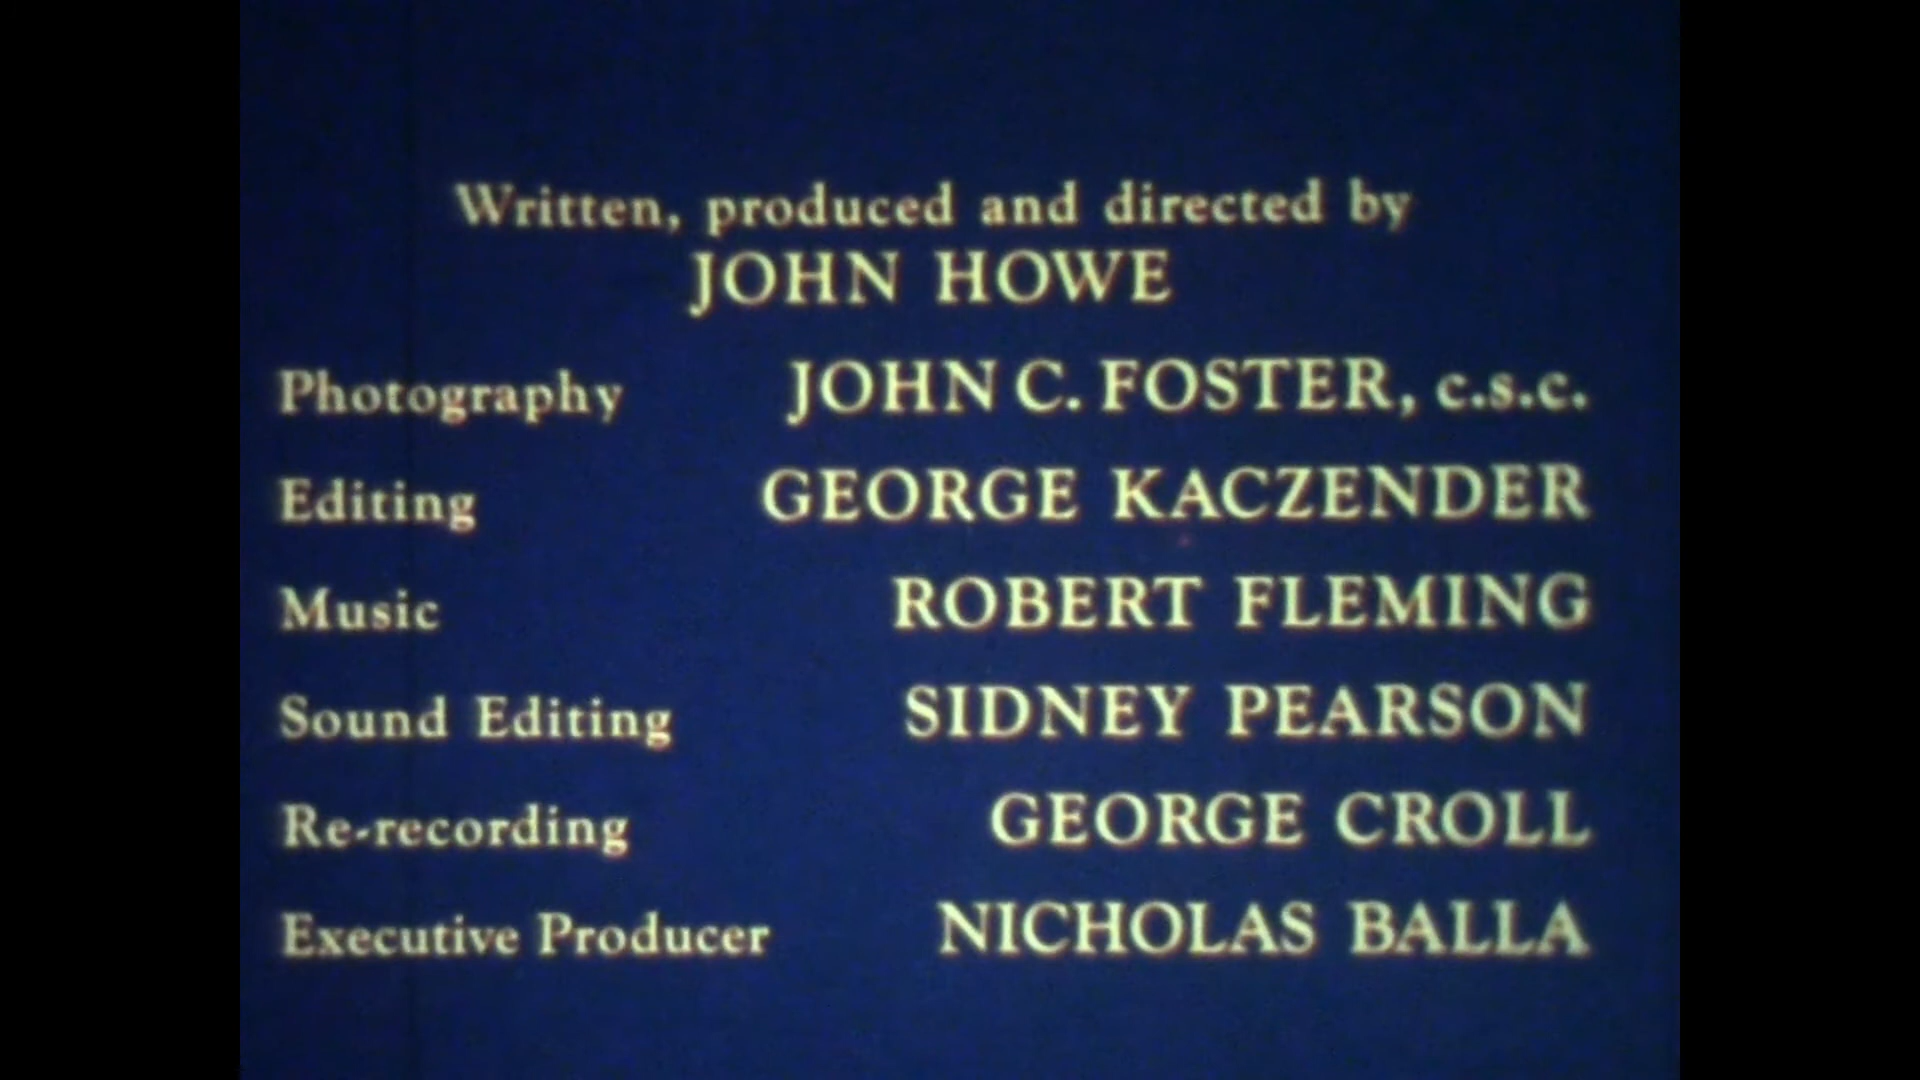 Written, produced and directed by
JOHN HOWE
Photography JOHN C. FOSTER, c.s.c.
Editing GEORGE KACZENDER
Music ROBERT FLEMING
Sound Editing SIDNEY PEARSON
Re-recording GEORGE CROLL
Executive Producer NICHOLAS BALLA